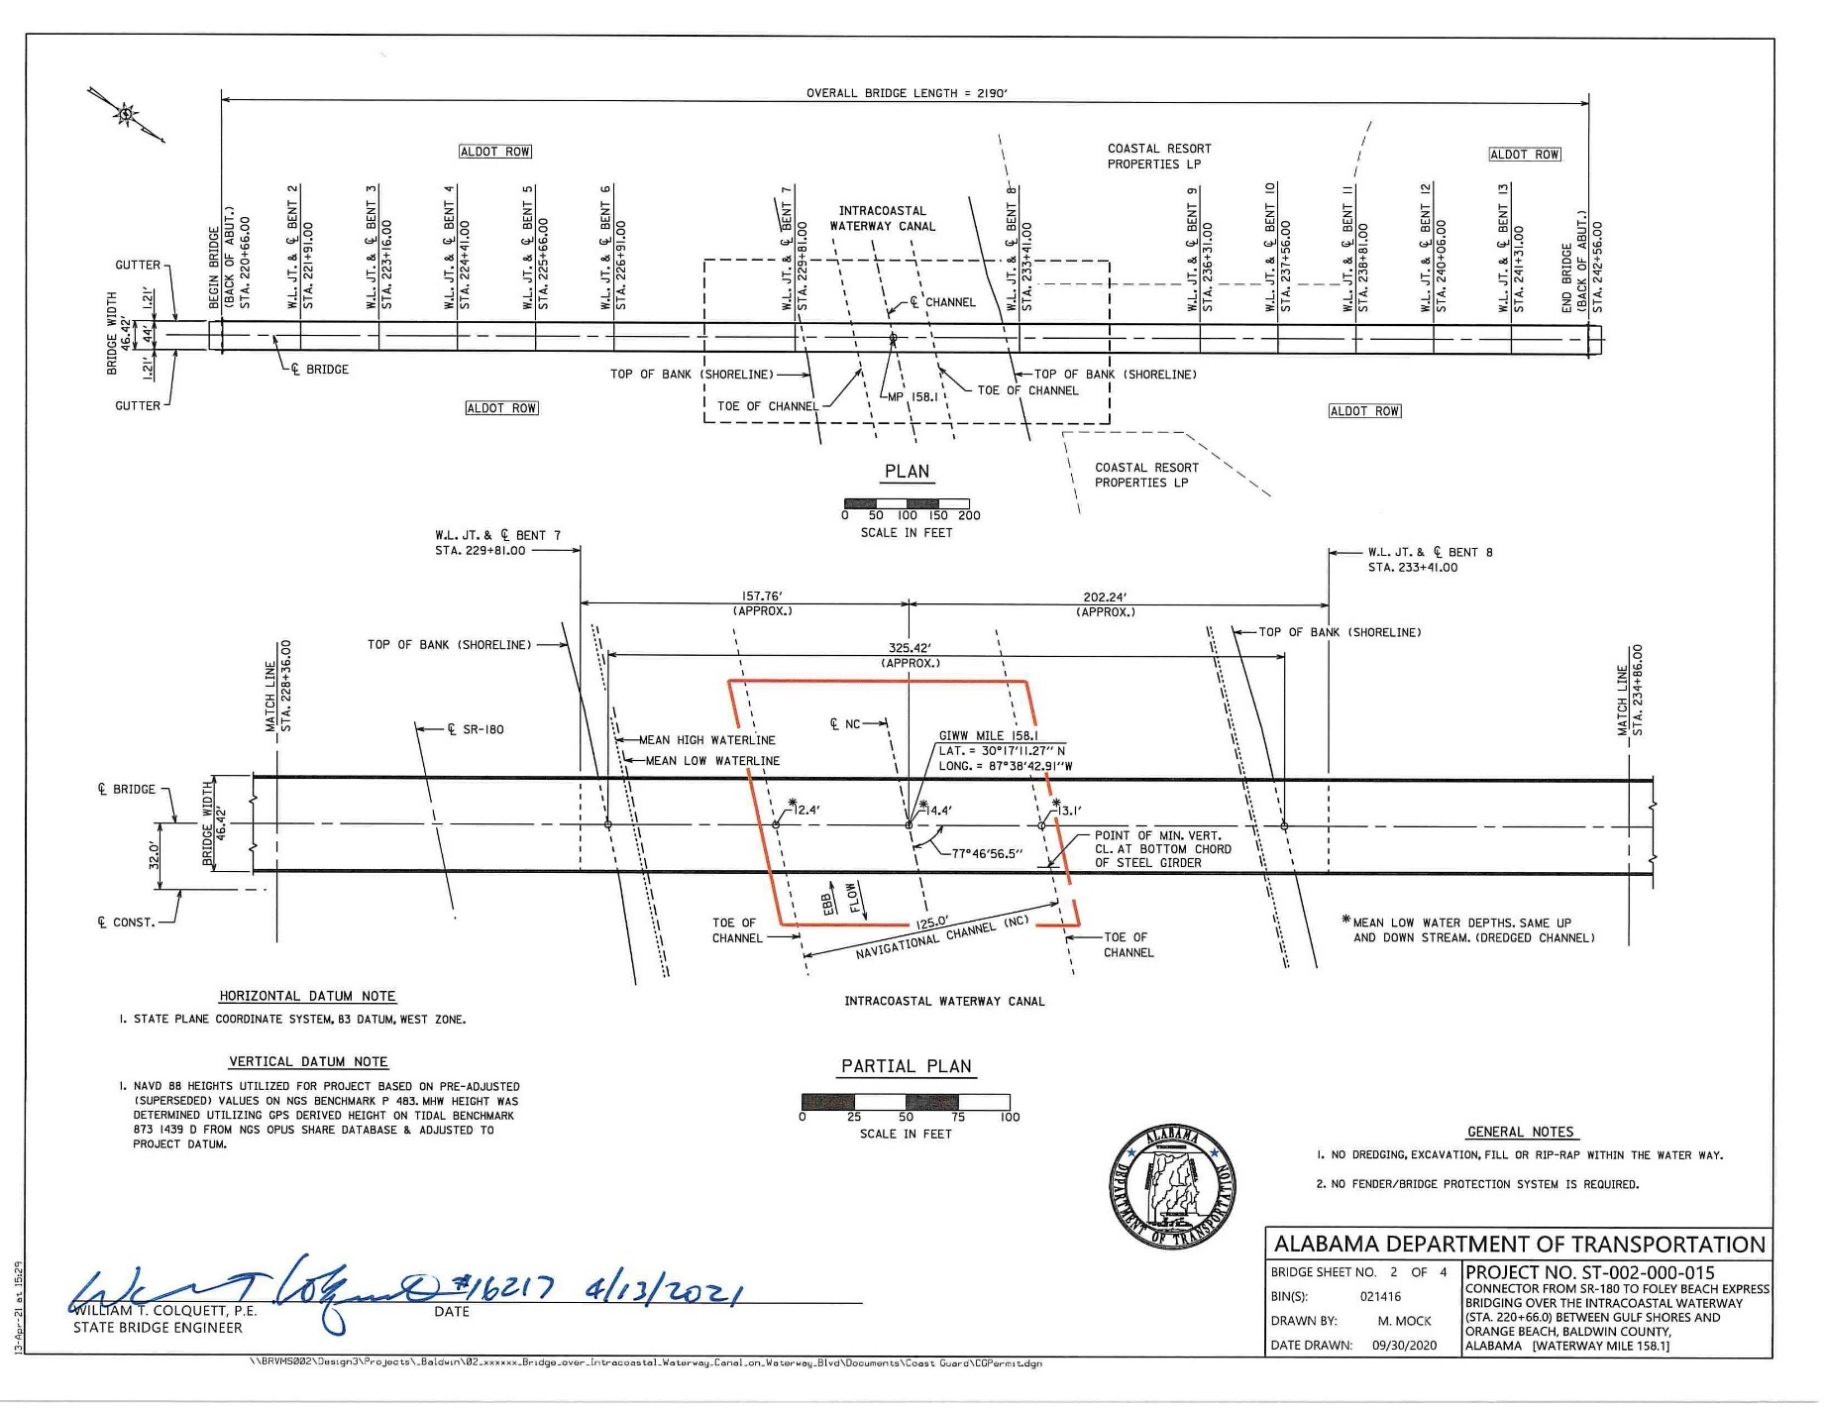 OVERALL BRIDGE LENGTH = 2190'
ALDOT ROW
COASTAL RESORT
PROPERTIES LP
ALDOT ROW
BEGIN BRIDGE
(BACK OF ABUT.)
STA. 220+66.00
W.L. JT. & ℄ BENT 2
STA. 221+91.00
W.L. JT. & ℄ BENT 3
STA. 223+16.00
W.L. JT. & ℄ BENT 4
STA. 224+41.00
W.L. JT. & ℄ BENT 5
STA. 225+66.00
W.L. JT. & ℄ BENT 6
STA. 226+91.00
W.L. JT. & ℄ BENT 7
STA. 229+81.00
INTRACOASTAL
WATERWAY CANAL
W.L. JT. & ℄ BENT 8
STA. 233+41.00
W.L. JT. & ℄ BENT 9
STA. 236+31.00
W.L. JT. & ℄ BENT 10
STA. 237+56.00
W.L. JT. & ℄ BENT 11
STA. 238+81.00
W.L. JT. & ℄ BENT 12
STA. 240+06.00
W.L. JT. & ℄ BENT 13
STA. 241+31.00
END BRIDGE
(BACK OF ABUT.)
STA. 242+56.00
GUTTER
BRIDGE WIDTH
46.42'
1.21'
44'
1.21'
℄ CHANNEL
℄ BRIDGE
TOP OF BANK (SHORELINE)
TOP OF BANK (SHORELINE)
TOE OF CHANNEL
MP 158.1
TOE OF CHANNEL
GUTTER
ALDOT ROW
ALDOT ROW
PLAN
COASTAL RESORT
PROPERTIES LP
0 50 100 150 200
SCALE IN FEET
W.L. JT. & ℄ BENT 7
STA. 229+81.00
W.L. JT. & ℄ BENT 8
STA. 233+41.00
157.76'
(APPROX.)
202.24'
(APPROX.)
TOP OF BANK (SHORELINE)
325.42'
(APPROX.)
TOP OF BANK (SHORELINE)
MATCH LINE
STA. 228+36.00
MATCH LINE
STA. 234+86.00
℄ SR-180
℄ NC
MEAN HIGH WATERLINE
MEAN LOW WATERLINE
GIWW MILE 158.1
LAT. = 30°17'11.27" N
LONG. = 87°38'42.91"W
℄ BRIDGE
BRIDGE WIDTH
46.42'
32.0'
*12.4'
*14.4'
*13.1'
77°46'56.5"
POINT OF MIN. VERT.
CL. AT BOTTOM CHORD
OF STEEL GIRDER
EBB
FLOW
℄ CONST.
TOE OF
CHANNEL
125.0'
NAVIGATIONAL CHANNEL (NC)
TOE OF
CHANNEL
*MEAN LOW WATER DEPTHS. SAME UP
AND DOWN STREAM. (DREDGED CHANNEL)
INTRACOASTAL WATERWAY CANAL
HORIZONTAL DATUM NOTE
1. STATE PLANE COORDINATE SYSTEM, 83 DATUM, WEST ZONE.
VERTICAL DATUM NOTE
1. NAVD 88 HEIGHTS UTILIZED FOR PROJECT BASED ON PRE-ADJUSTED
(SUPERSEDED) VALUES ON NGS BENCHMARK P 483. MHW HEIGHT WAS
DETERMINED UTILIZING GPS DERIVED HEIGHT ON TIDAL BENCHMARK
873 1439 D FROM NGS OPUS SHARE DATABASE & ADJUSTED TO
PROJECT DATUM.
PARTIAL PLAN
0 25 50 75 100
SCALE IN FEET
ALABAMA
DEPARTMENT OF TRANSPORTATION
GENERAL NOTES
1. NO DREDGING, EXCAVATION, FILL OR RIP-RAP WITHIN THE WATER WAY.
2. NO FENDER/BRIDGE PROTECTION SYSTEM IS REQUIRED.
#16217 4/13/2021
WILLIAM T. COLQUETT, P.E.
DATE
STATE BRIDGE ENGINEER
ALABAMA DEPARTMENT OF TRANSPORTATION
BRIDGE SHEET NO. 2 OF 4
BIN(S): 021416
DRAWN BY: M. MOCK
DATE DRAWN: 09/30/2020
PROJECT NO. ST-002-000-015
CONNECTOR FROM SR-180 TO FOLEY BEACH EXPRESS
BRIDGING OVER THE INTRACOASTAL WATERWAY
(STA. 220+66.0) BETWEEN GULF SHORES AND
ORANGE BEACH, BALDWIN COUNTY,
ALABAMA [WATERWAY MILE 158.1]
13-Apr-21 at 15:29
\\BRVMS002\Design3\Projects\_Baldwin\02_xxxxxx_Bridge_over_Intracoastal_Waterway_Canal_on_Waterway_Blvd\Documents\Coast Guard\CGPermit.dgn